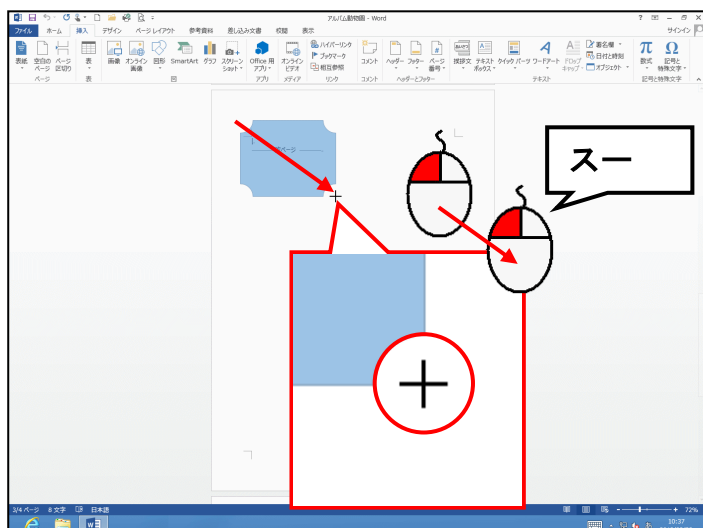 アルバム動物園 - Word
サインイン
ファイル ホーム 挿入 デザイン ページ レイアウト 参考資料 差し込み文書 校閲 表示
表紙 空白のページ ページ区切り 表 画像 オンライン画像 図形 SmartArt グラフ スクリーンショット Office 用アプリ オンラインビデオ ハイパーリンク ブックマーク 相互参照 コメント ヘッダー フッター ページ番号 挨拶文 テキストボックス クイック パーツ ワードアート ドロップキャップ 署名欄 日付と時刻 オブジェクト 数式 記号と特殊文字
ページ 表 図 アプリ メディア リンク コメント ヘッダーとフッター テキスト 記号と特殊文字
スー
3/4 ページ 8 文字 日本語 72%
10:37